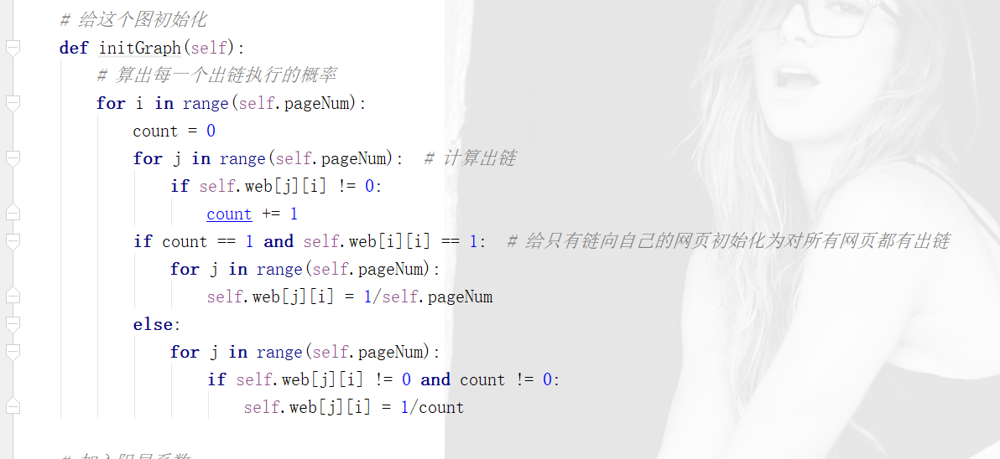 # 给这个图初始化
def initGraph(self):
# 算出每一个出链执行的概率
for i in range(self.pageNum):
count = 0
for j in range(self.pageNum):  # 计算出链
if self.web[j][i] != 0:
count += 1
if count == 1 and self.web[i][i] == 1:  # 给只有链向自己的网页初始化为对所有网页都有出链
for j in range(self.pageNum):
self.web[j][i] = 1/self.pageNum
else:
for j in range(self.pageNum):
if self.web[j][i] != 0 and count != 0:
self.web[j][i] = 1/count